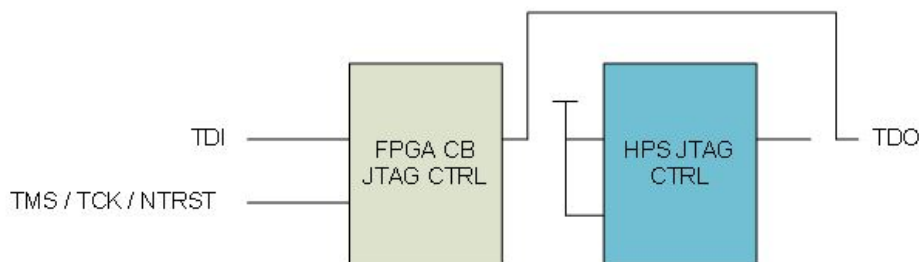 TDI
TMS / TCK / NTRST
FPGA CB
JTAG CTRL
HPS JTAG
CTRL
TDO